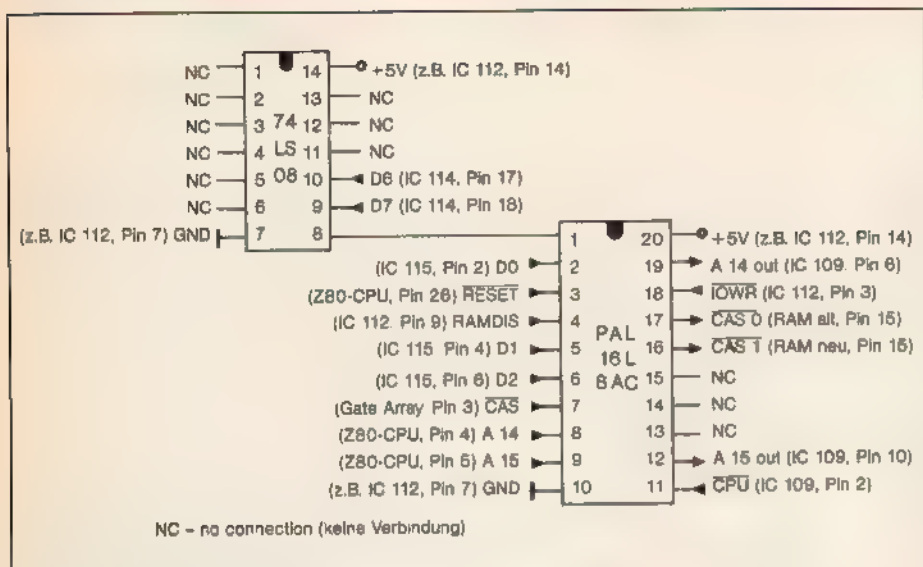 NC 1 14 +5V (z.B. IC 112, Pin 14)
NC 2 13 NC
NC 3 74 12 NC
NC 4 LS 11 NC
NC 5 08 10 D6 (IC 114, Pin 17)
NC 6 9 D7 (IC 114, Pin 18)
(z.B. IC 112, Pin 7) GND 7 8
1 20 +5V (z.B. IC 112, Pin 14)
(IC 115, Pin 2) D0 2 19 A 14 out (IC 109, Pin 6)
(Z80-CPU, Pin 26) RESET 3 18 IOWR (IC 112, Pin 3)
(IC 112, Pin 9) RAMDIS 4 17 CAS 0 (RAM alt, Pin 15)
(IC 115 Pin 4) D1 5 PAL 16 CAS 1 (RAM neu, Pin 15)
(IC 115, Pin 6) D2 6 16L 8AC 15 NC
(Gate Array Pin 3) CAS 7 14 NC
(Z80-CPU, Pin 4) A 14 8 13 NC
(Z80-CPU, Pin 5) A 15 9 12 A 15 out (IC 109, Pin 10)
(z.B. IC 112, Pin 7) GND 10 11 CPU (IC 109, Pin 2)
NC – no connection (keine Verbindung)